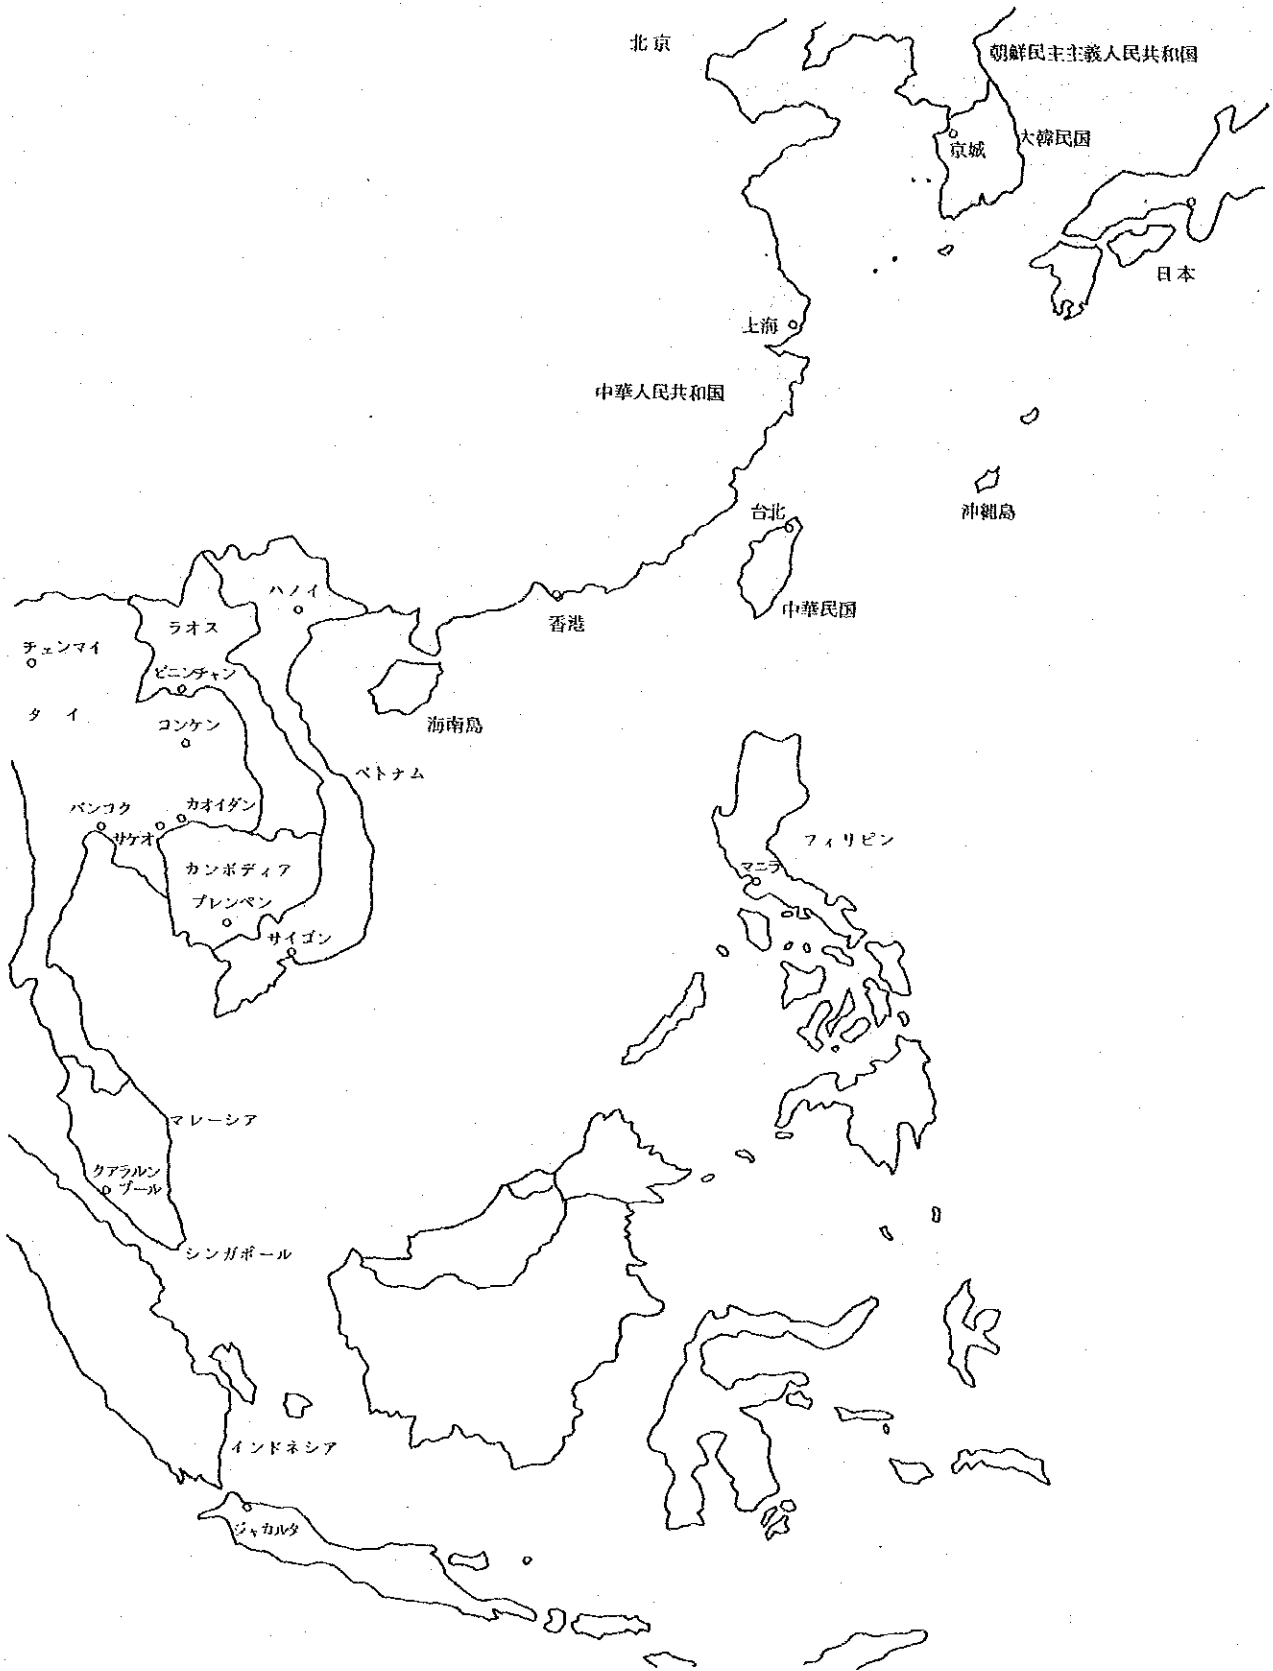 北京
朝鮮民主主義人民共和国
大韓民国
京城
日本
上海
中華人民共和国
沖縄島
台北
中華民国
香港
ハノイ
ラオス
チェンマイ
ビエンチャン
タイ
コンケン
海南島
ベトナム
バンコク
カオイダン
サケオ
カンボディア
プレンペン
サイゴン
フィリピン
マニラ
マレーシア
クアラルン
プール
シンガポール
インドネシア
ジャカルタ